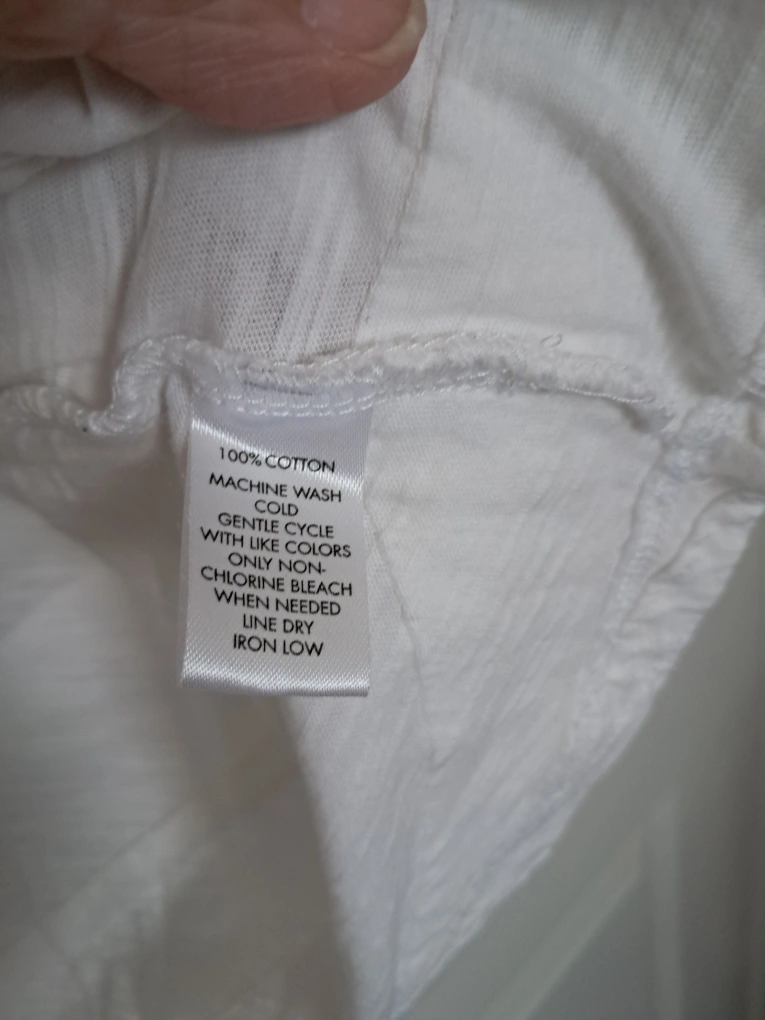 100% COTTON
MACHINE WASH
COLD
GENTLE CYCLE
WITH LIKE COLORS
ONLY NON-
CHLORINE BLEACH
WHEN NEEDED
LINE DRY
IRON LOW